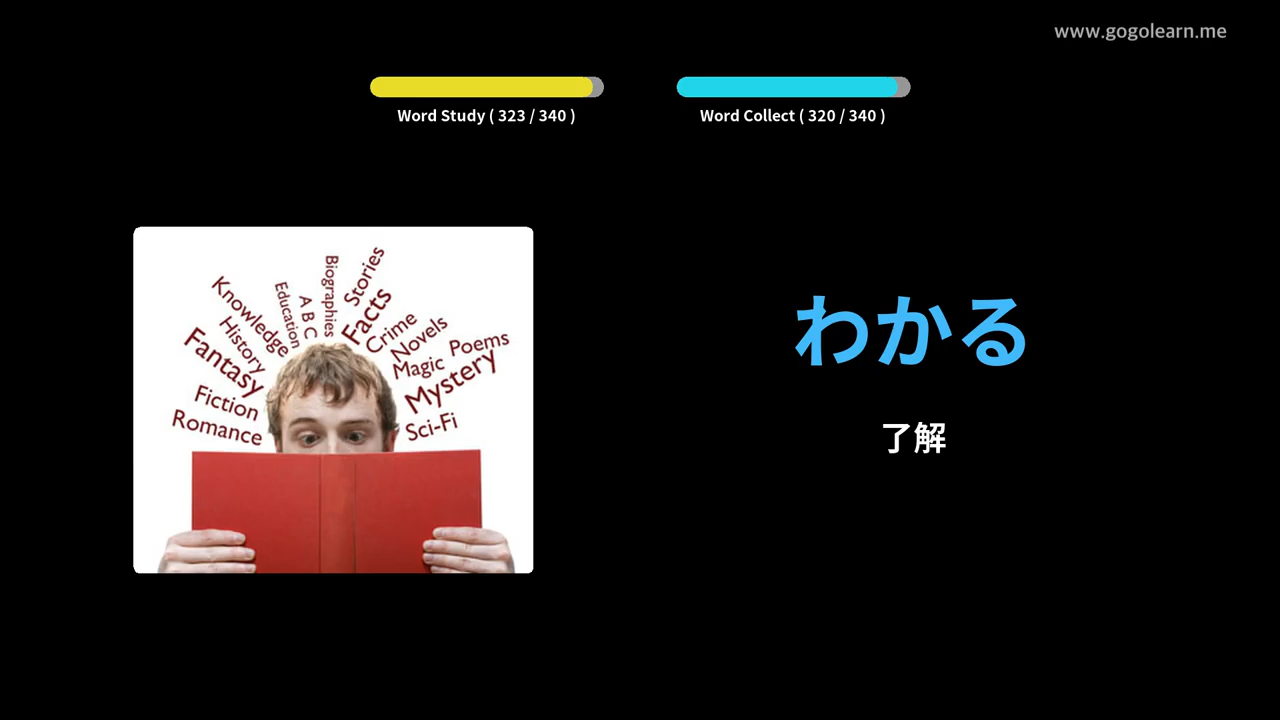 www.gogolearn.me
Word Study ( 323 / 340 )
Word Collect ( 320 / 340 )
Knowledge
History
Fantasy
Fiction
Romance
Education
A B C
Biographies
Stories
Facts
Crime
Novels
Magic
Poems
Mystery
Sci-Fi
わかる
了解